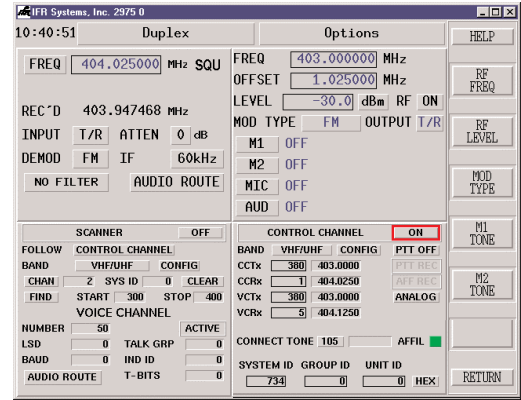 IFR Systems, Inc. 2975 0
10:40:51 Duplex Options
FREQ 404.025000 MHz SQU
REC'D 403.947468 MHz
INPUT T/R ATTEN 0 dB
DEMOD FM IF 60kHz
NO FILTER AUDIO ROUTE
FREQ 403.000000 MHz
OFFSET 1.025000 MHz
LEVEL -30.0 dBm RF ON
MOD TYPE FM OUTPUT T/R
M1 OFF
M2 OFF
MIC OFF
AUD OFF
SCANNER OFF
FOLLOW CONTROL CHANNEL
BAND VHF/UHF CONFIG
CHAN 2 SYS ID 0 CLEAR
FIND START 300 STOP 400
VOICE CHANNEL
NUMBER 50 ACTIVE
LSD 0 TALK GRP 0
BAUD 0 IND ID 0
AUDIO ROUTE T-BITS 0
CONTROL CHANNEL ON
BAND VHF/UHF CONFIG PTT OFF
CCTx 380 403.0000 PTT REC
CCRx 1 404.0250 AFF REC
VCTx 380 403.0000 ANALOG
VCRx 5 404.1250
CONNECT TONE 105 AFFIL
SYSTEM ID GROUP ID UNIT ID
734 0 0 HEX
HELP
RF
FREQ
RF
LEVEL
MOD
TYPE
M1
TONE
M2
TONE
RETURN